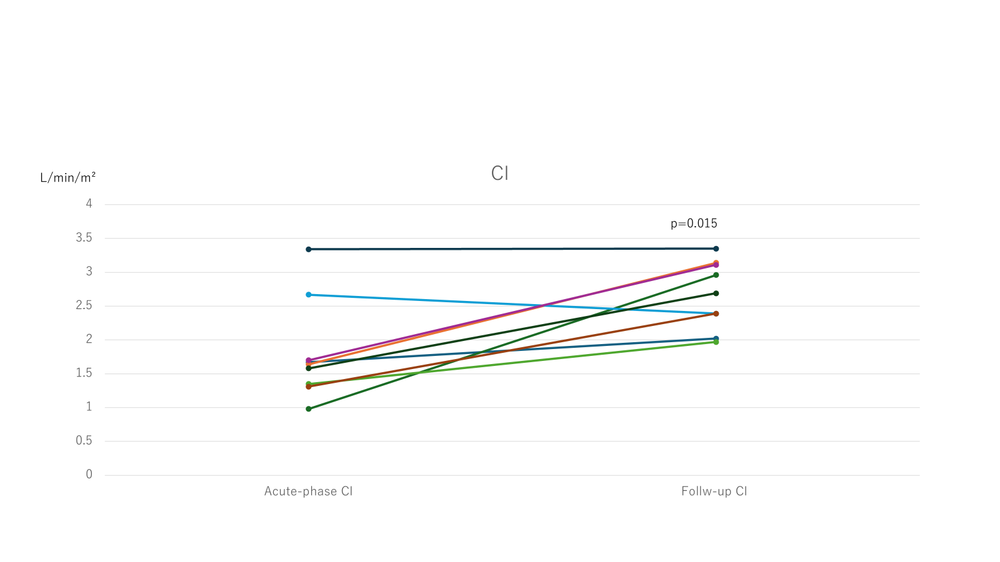 CI
L/min/m²
4
p=0.015
3.5
3
2.5
2
1.5
1
0.5
0
Acute-phase CI
Follw-up CI